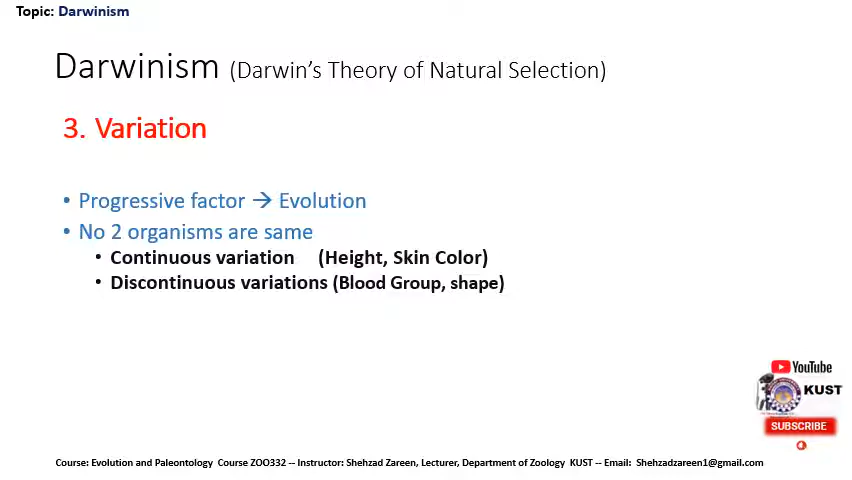 Topic: Darwinism
Darwinism (Darwin's Theory of Natural Selection)
3. Variation
• Progressive factor → Evolution
• No 2 organisms are same
• Continuous variation (Height, Skin Color)
• Discontinuous variations (Blood Group, shape)
YouTube
KUST
SUBSCRIBE
Course: Evolution and Paleontology Course ZOO332 -- Instructor: Shehzad Zareen, Lecturer, Department of Zoology KUST -- Email: Shehzadzareen1@gmail.com